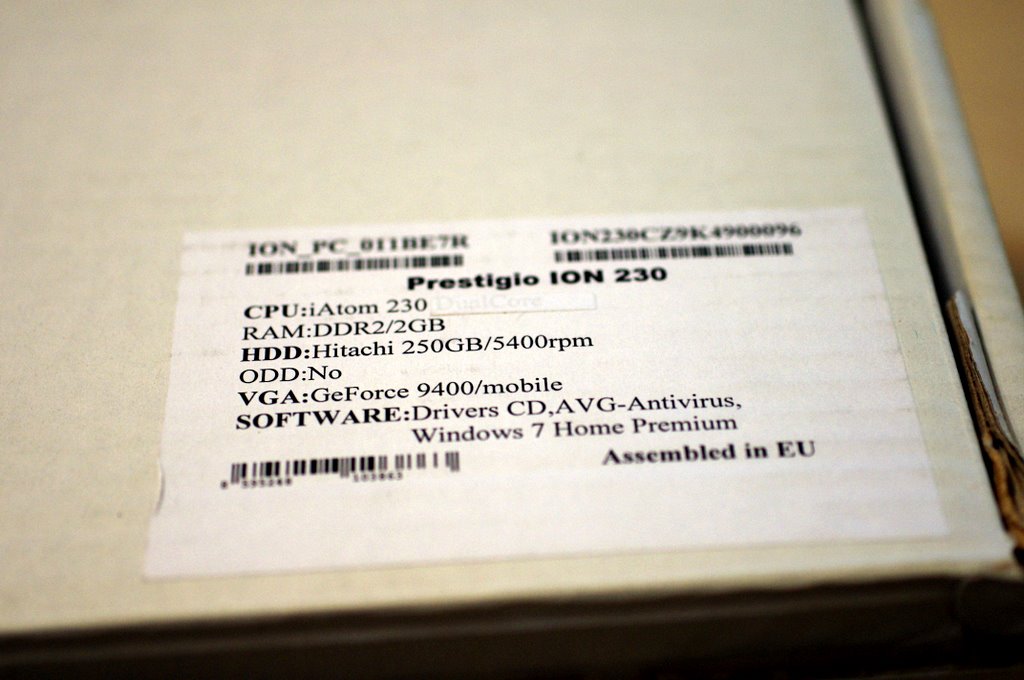 ION_PC_011BE7R
ION230CZ9K4900096
Prestigio ION 230
CPU:iAtom 230 DualCore
RAM:DDR2/2GB
HDD:Hitachi 250GB/5400rpm
ODD:No
VGA:GeForce 9400/mobile
SOFTWARE:Drivers CD,AVG-Antivirus,
Windows 7 Home Premium
Assembled in EU